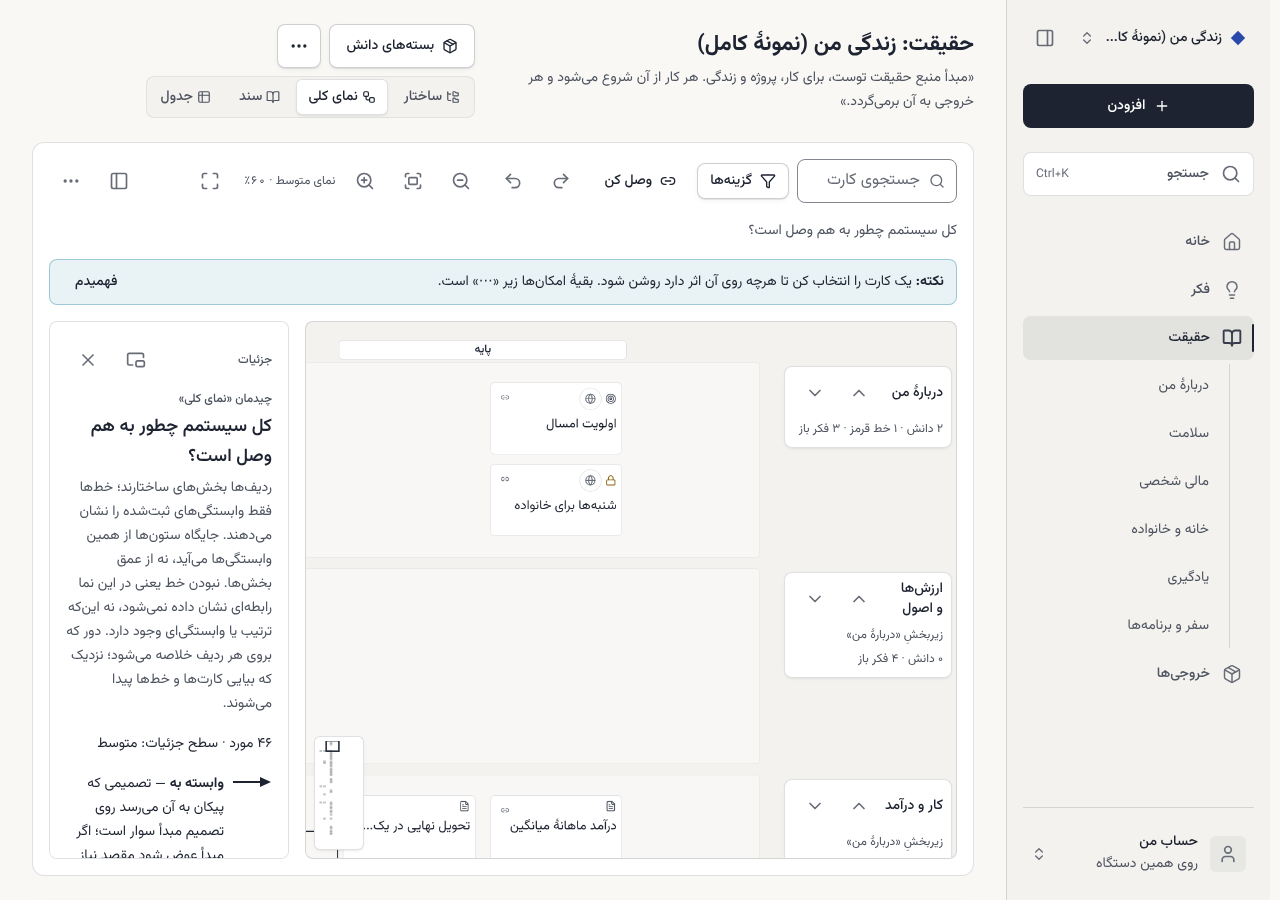 زندگی من (نمونهٔ کا...
افزودن
جستجو
Ctrl+K
خانه
فکر
حقیقت
دربارهٔ من
سلامت
مالی شخصی
خانه و خانواده
یادگیری
سفر و برنامه‌ها
خروجی‌ها
حساب من
روی همین دستگاه
حقیقت: زندگی من (نمونهٔ کامل)
«مبدأ منبع حقیقت توست، برای کار، پروژه و زندگی. هر کار از آن شروع می‌شود و هر
خروجی به آن برمی‌گردد.»
بسته‌های دانش
ساختار
نمای کلی
سند
جدول
جستجوی کارت
گزینه‌ها
وصل کن
نمای متوسط · ۶۰٪
کل سیستمم چطور به هم وصل است؟
نکته: یک کارت را انتخاب کن تا هرچه روی آن اثر دارد روشن شود. بقیهٔ امکان‌ها زیر «⋯» است.
فهمیدم
پایه
دربارهٔ من
۲ دانش · ۱ خط قرمز · ۳ فکر باز
اولویت امسال
شنبه‌ها برای خانواده
ارزش‌ها
و اصول
زیربخشِ «دربارهٔ من»
۰ دانش · ۴ فکر باز
کار و درآمد
زیربخشِ «دربارهٔ من»
درآمد ماهانهٔ میانگین
تحویل نهایی در یک...
جزئیات
چیدمان «نمای کلی»
کل سیستمم چطور به هم
وصل است؟
ردیف‌ها بخش‌های ساختارند؛ خط‌ها
فقط وابستگی‌های ثبت‌شده را نشان
می‌دهند. جایگاه ستون‌ها از همین
وابستگی‌ها می‌آید، نه از عمق
بخش‌ها. نبودن خط یعنی در این نما
رابطه‌ای نشان داده نمی‌شود، نه این‌که
ترتیب یا وابستگی‌ای وجود دارد. دور که
بروی هر ردیف خلاصه می‌شود؛ نزدیک
که بیایی کارت‌ها و خط‌ها پیدا
می‌شوند.
۴۶ مورد · سطح جزئیات: متوسط
وابسته به — تصمیمی که
پیکان به آن می‌رسد روی
تصمیم مبدأ سوار است؛ اگر
مبدأ عوض شود مقصد نیاز